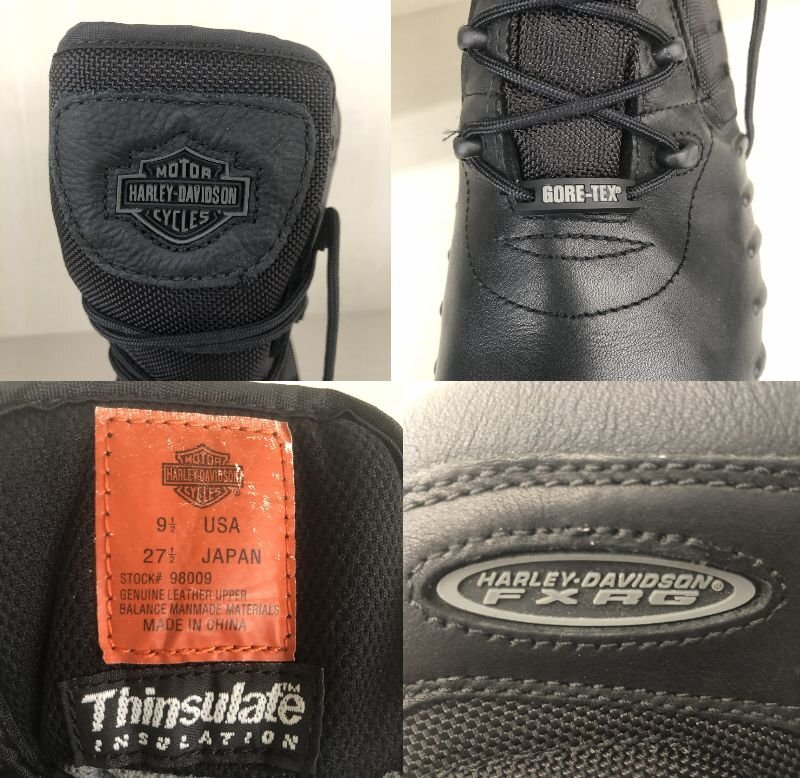 MOTOR
HARLEY-DAVIDSON
CYCLES
GORE-TEX®
MOTOR
HARLEY-DAVIDSON
CYCLES®
9½ USA
27½ JAPAN
STOCK# 98009
GENUINE LEATHER UPPER
BALANCE MANMADE MATERIALS
MADE IN CHINA
Thinsulate™
INSULATION
HARLEY-DAVIDSON®
FXRG